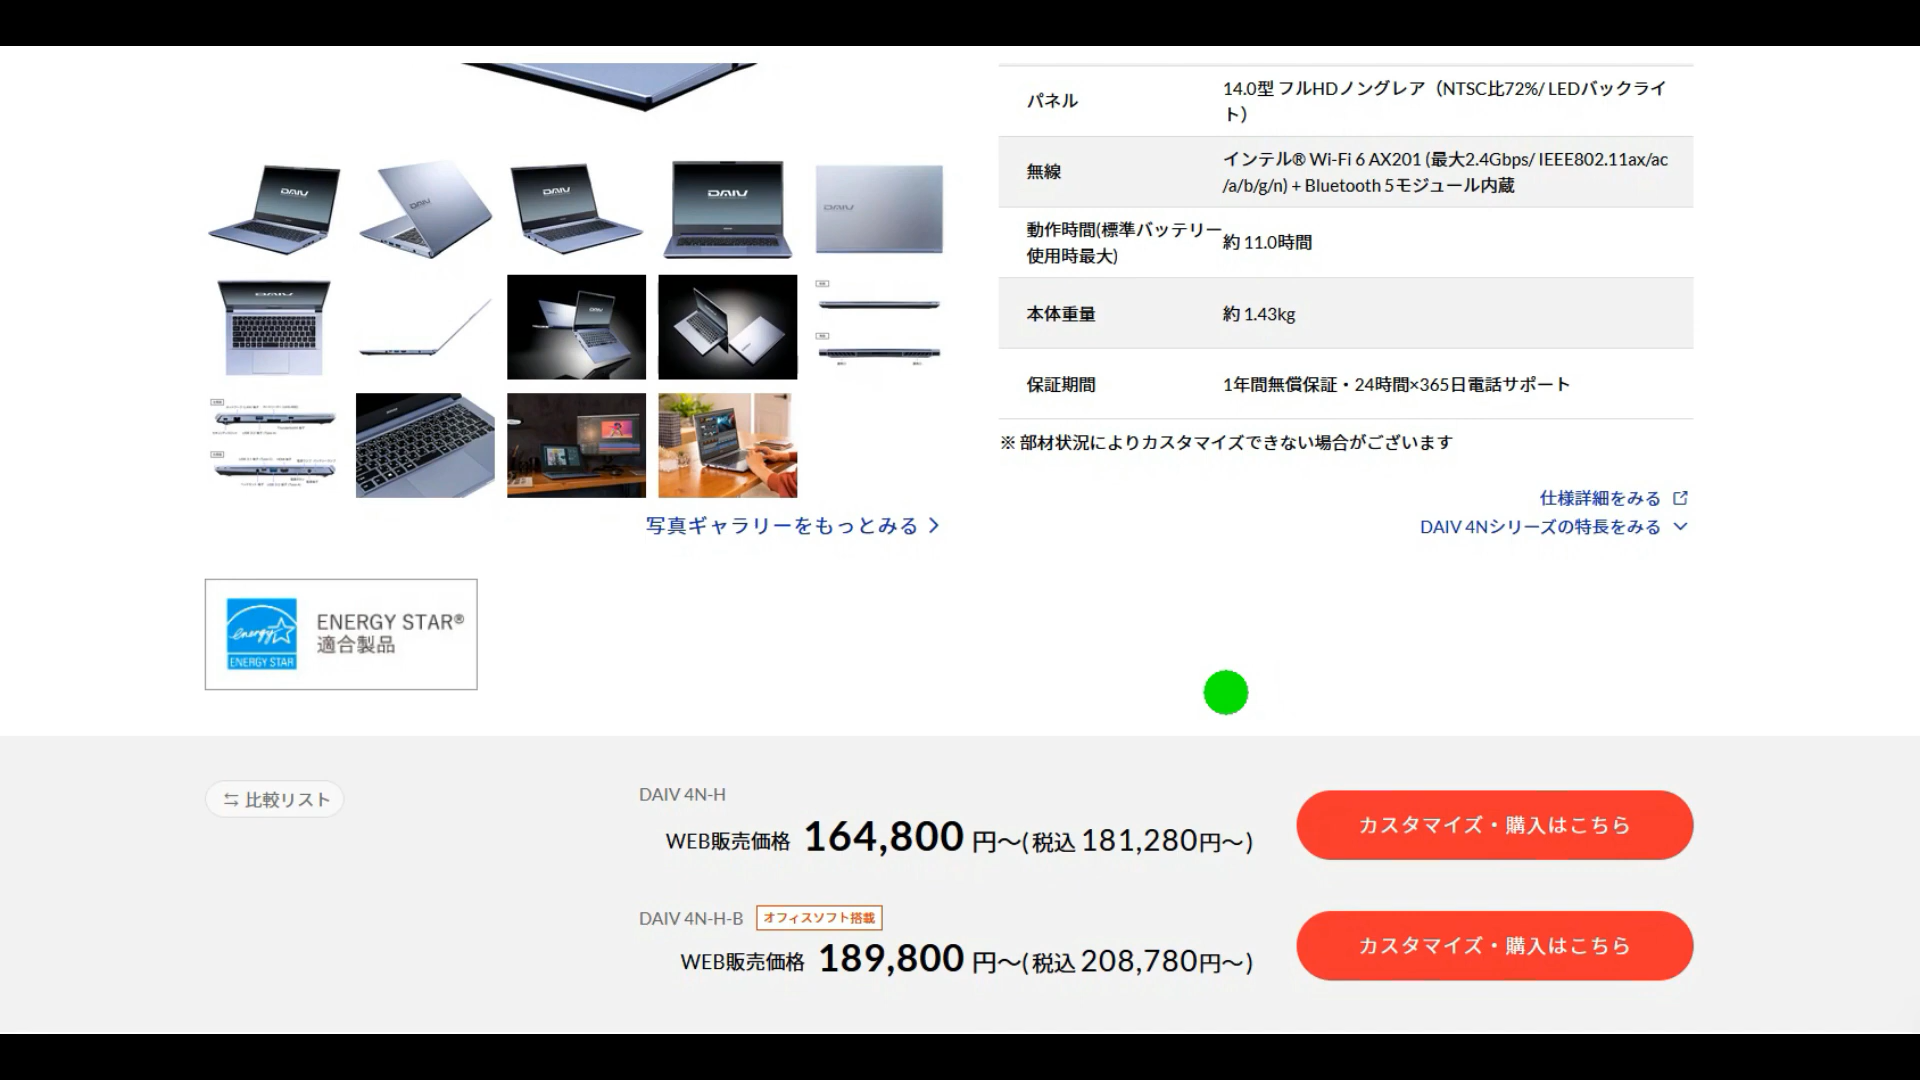 パネル
14.0型 フルHDノングレア（NTSC比72%/ LEDバックライ
ト）
無線
インテル® Wi-Fi 6 AX201 (最大2.4Gbps/ IEEE802.11ax/ac
/a/b/g/n) + Bluetooth 5モジュール内蔵
動作時間(標準バッテリー
使用時最大)
約 11.0時間
本体重量
約 1.43kg
保証期間
1年間無償保証・24時間×365日電話サポート
※ 部材状況によりカスタマイズできない場合がございます
仕様詳細をみる
DAIV 4Nシリーズの特長をみる
DAIV
DAIV
DAIV
DAIV
DAIV
写真ギャラリーをもっとみる
energy
ENERGY STAR
ENERGY STAR®
適合製品
比較リスト
DAIV 4N-H
WEB販売価格 164,800 円～(税込 181,280円～)
カスタマイズ・購入はこちら
DAIV 4N-H-B オフィスソフト搭載
WEB販売価格 189,800 円～(税込 208,780円～)
カスタマイズ・購入はこちら